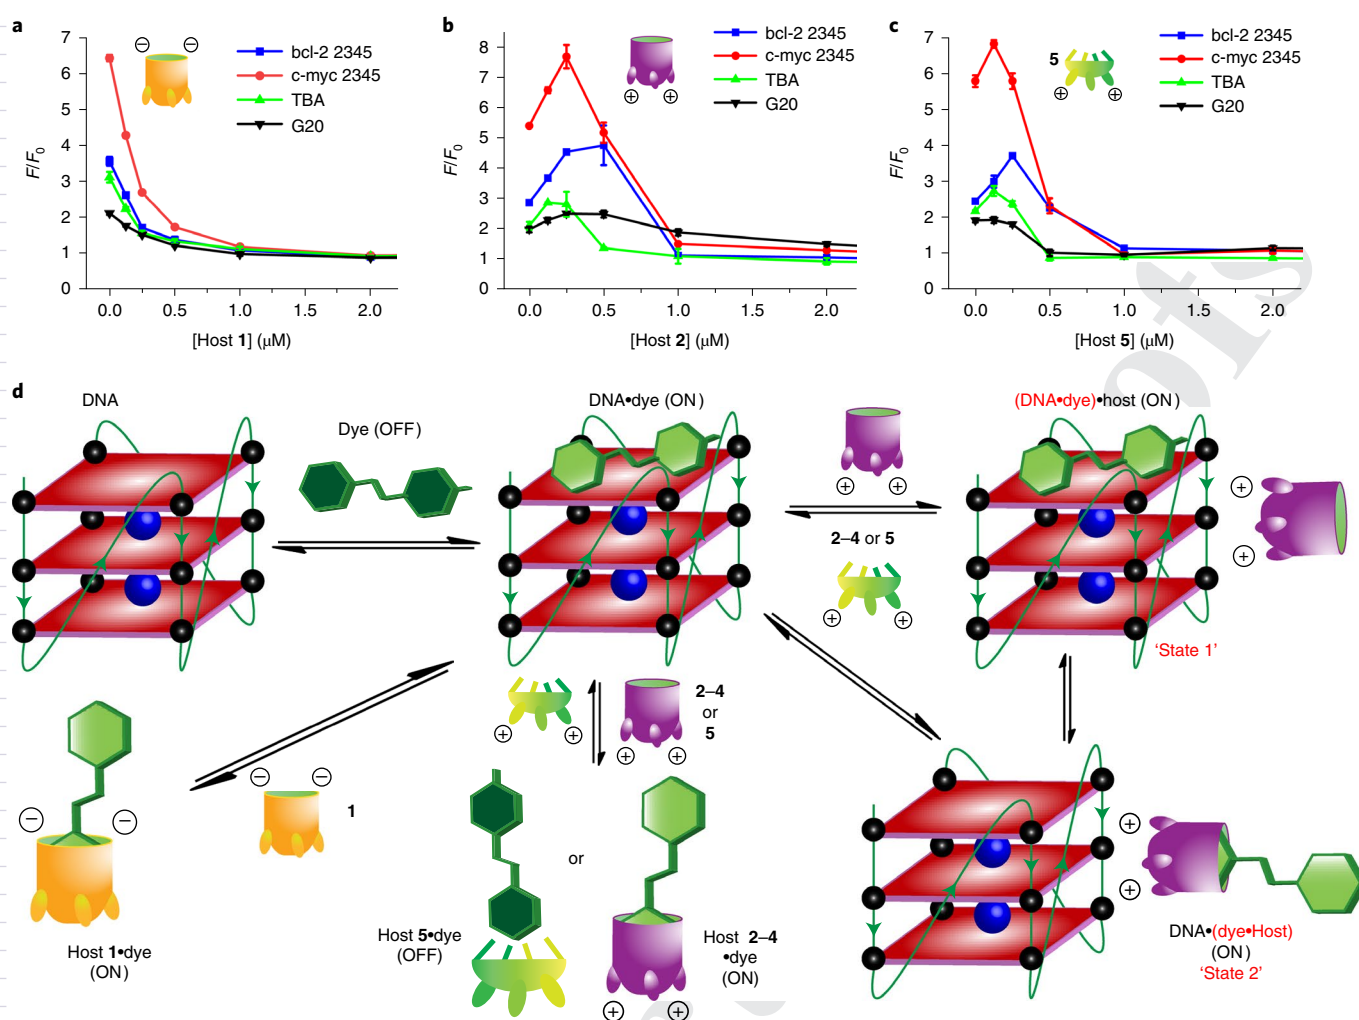 a
7
6
5
4
3
2
1
0
F/F0
0.0 0.5 1.0 1.5 2.0
[Host 1] (μM)
bcl-2 2345
c-myc 2345
TBA
G20
b
8
7
6
5
4
3
2
1
0
F/F0
0.0 0.5 1.0 1.5 2.0
[Host 2] (μM)
bcl-2 2345
c-myc 2345
TBA
G20
c
7
6
5
4
3
2
1
0
F/F0
0.0 0.5 1.0 1.5 2.0
[Host 5] (μM)
5
bcl-2 2345
c-myc 2345
TBA
G20
d
DNA
Dye (OFF)
DNA•dye (ON)
2–4 or 5
(DNA•dye)•host (ON)
'State 1'
2–4
or
5
1
Host 1•dye
(ON)
Host 5•dye
(OFF)
or
Host 2–4
•dye
(ON)
DNA•(dye•Host)
(ON)
'State 2'